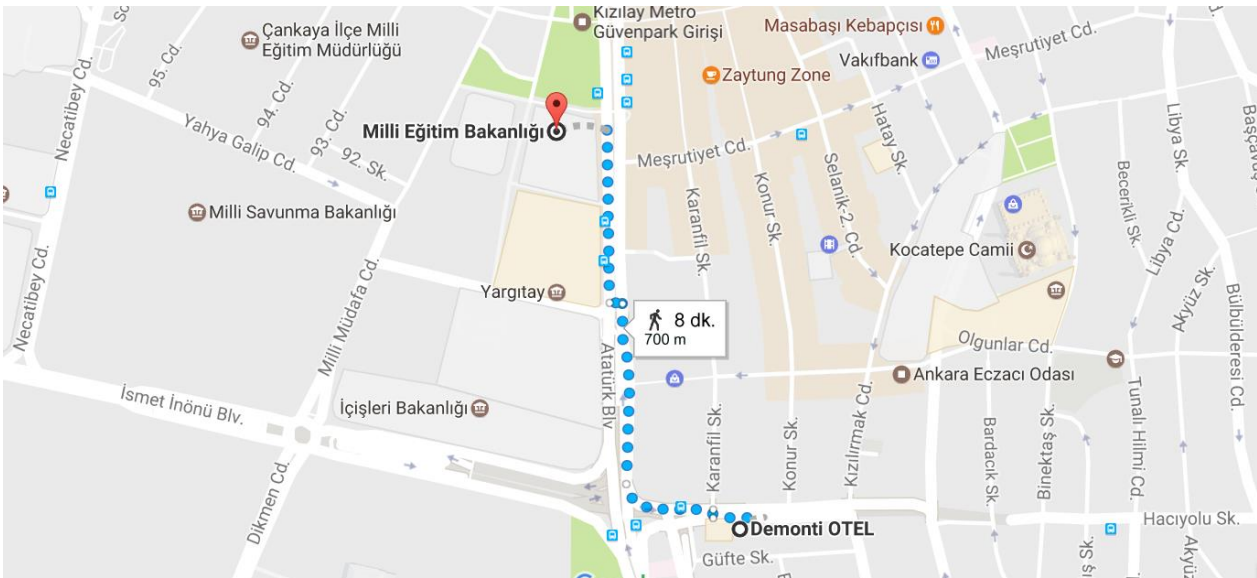 Kızılay Metro
Güvenpark Girişi
Çankaya İlçe Milli
Eğitim Müdürlüğü
Masabaşı Kebapçısı
Meşrutiyet Cd.
Vakıfbank
Zaytung Zone
95. Cd.
94. Cd.
93. Cd.
92. Sk.
Necatibey Cd.
Yahya Galip Cd.
Milli Eğitim Bakanlığı
Meşrutiyet Cd.
Hatay Sk.
Libya Sk.
Milli Savunma Bakanlığı
Karanfil Sk.
Konur Sk.
Selanik-2. Cd.
Becerikli Sk.
Libya Cd.
Kocatepe Camii
Necatibey Cd.
Milli Müdafa Cd.
Yargıtay
8 dk.
700 m
Akyüz Sk.
Bülbülderesi Cd.
Olgunlar Cd.
Atatürk Blv
Ankara Eczacı Odası
İsmet İnönü Blv.
İçişleri Bakanlığı
Karanfil Sk.
Konur Sk.
Kızılırmak Cd.
Bardacık Sk.
Binektaş Sk.
Tunalı Hilmi Cd.
Dikmen Cd.
Demonti OTEL
Hacıyolu Sk.
Güfte Sk.